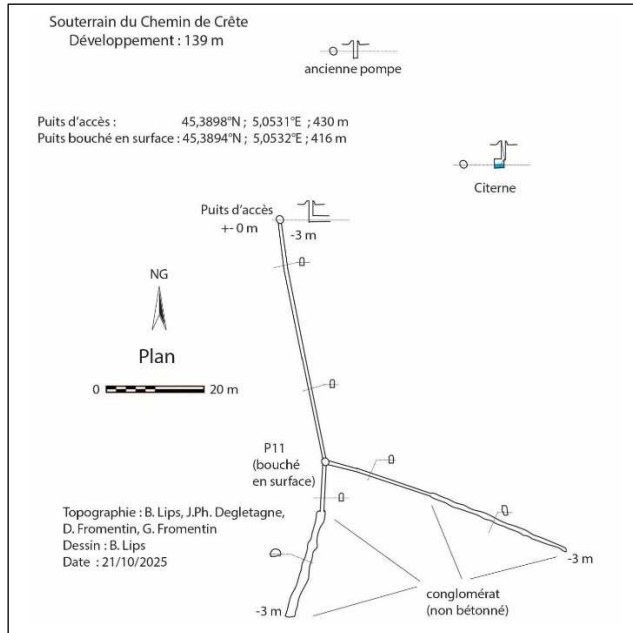 Souterrain du Chemin de Crête
Développement : 139 m
ancienne pompe
Puits d'accès : 45,3898°N ; 5,0531°E ; 430 m
Puits bouché en surface : 45,3894°N ; 5,0532°E ; 416 m
Citerne
Puits d'accès
+- 0 m
-3 m
NG
Plan
0 20 m
P11
(bouché
en surface)
Topographie : B. Lips, J.Ph. Degletagne,
D. Fromentin, G. Fromentin
Dessin : B. Lips
Date : 21/10/2025
-3 m
conglomérat
(non bétonné)
-3 m